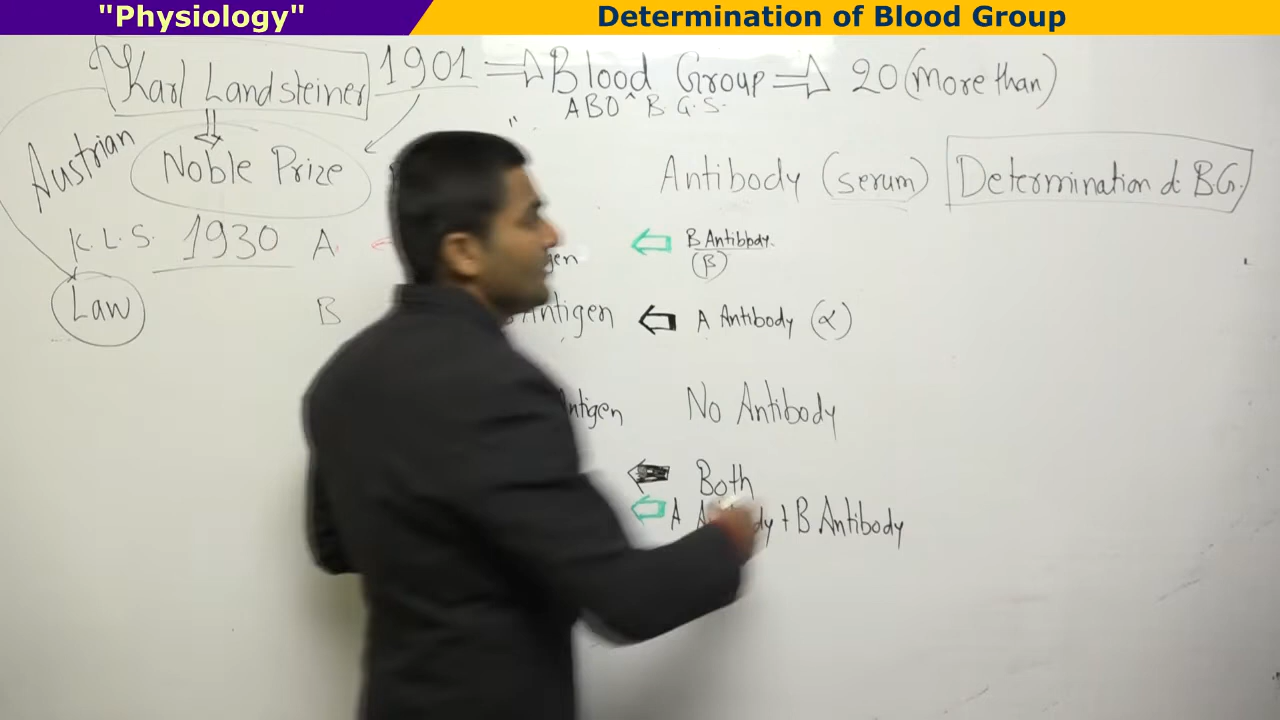 "Physiology"
Determination of Blood Group
Karl Landsteiner 1901 ⇒ Blood Group ⇒ 20 (more than)
ABO^ B G.S.
Austrian
Noble Prize
Antibody (serum)
Determination of BG.
K.L.S. 1930
A
B Antibody.
(β)
Law
B
Antigen
A Antibody (α)
Antigen
No Antibody
Both
A + B Antibody